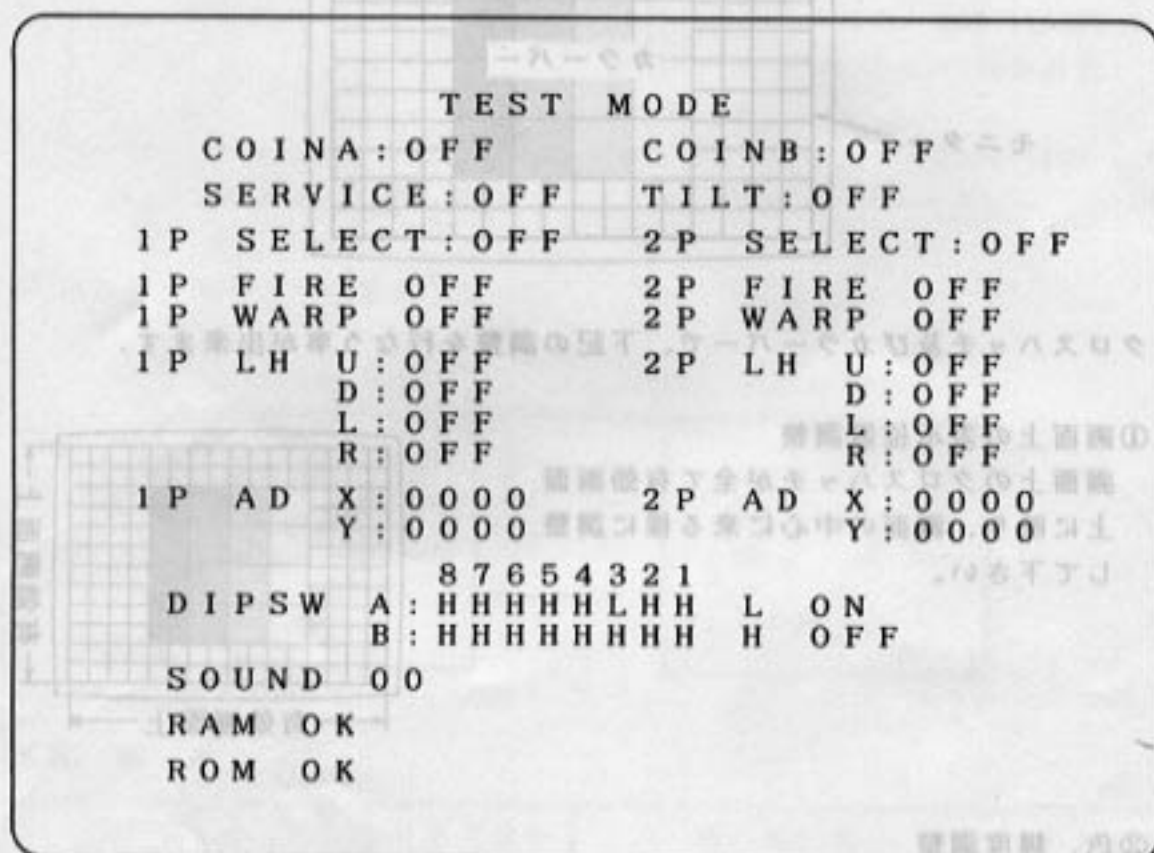 TEST MODE
COINA:OFF COINB:OFF
SERVICE:OFF TILT:OFF
1P SELECT:OFF 2P SELECT:OFF
1P FIRE OFF 2P FIRE OFF
1P WARP OFF 2P WARP OFF
1P LH U:OFF 2P LH U:OFF
D:OFF D:OFF
L:OFF L:OFF
R:OFF R:OFF
1P AD X:0000 2P AD X:0000
Y:0000 Y:0000
87654321
DIPSW A:HHHHHLHH L ON
B:HHHHHHHH H OFF
SOUND 00
RAM OK
ROM OK